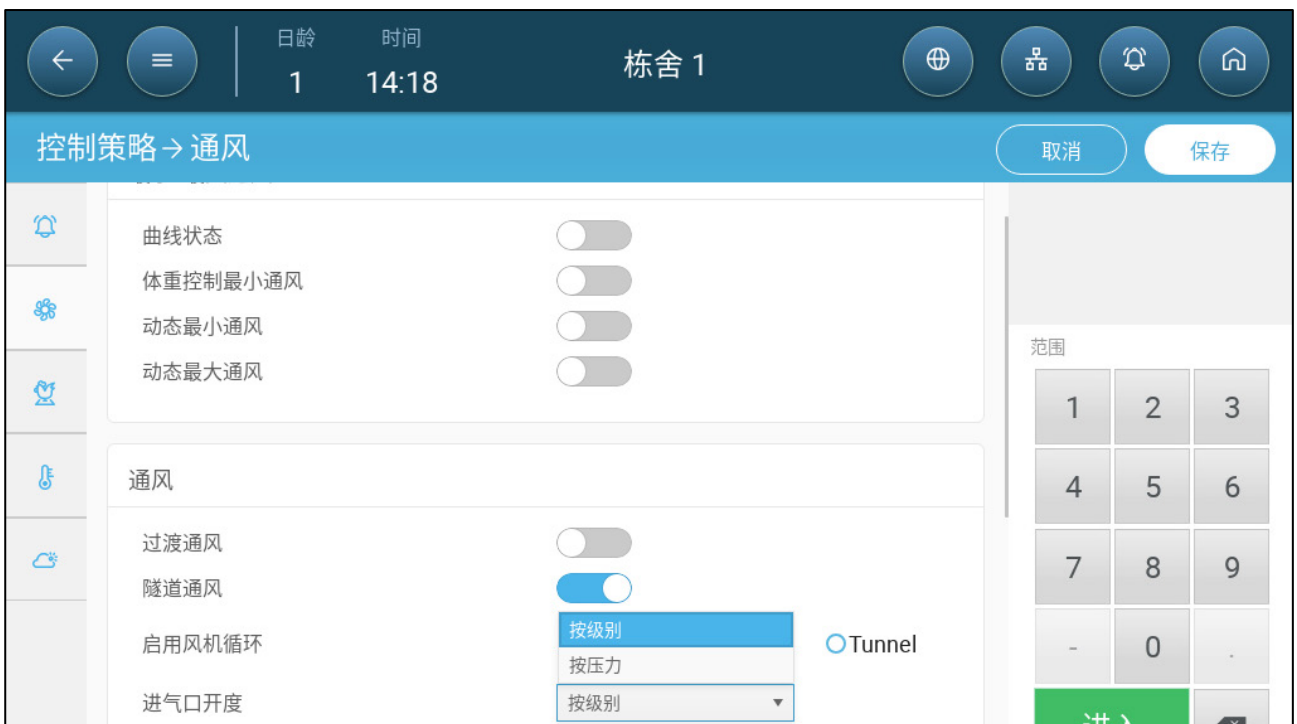 日龄 时间
1 14:18 栋舍 1
控制策略→通风 取消 保存
曲线状态
体重控制最小通风
动态最小通风
动态最大通风
范围
1 2 3
通风
4 5 6
过渡通风
7 8 9
隧道通风
按级别
启用风机循环 Tunnel
- 0 .
按压力
进气口开度 按级别
进入